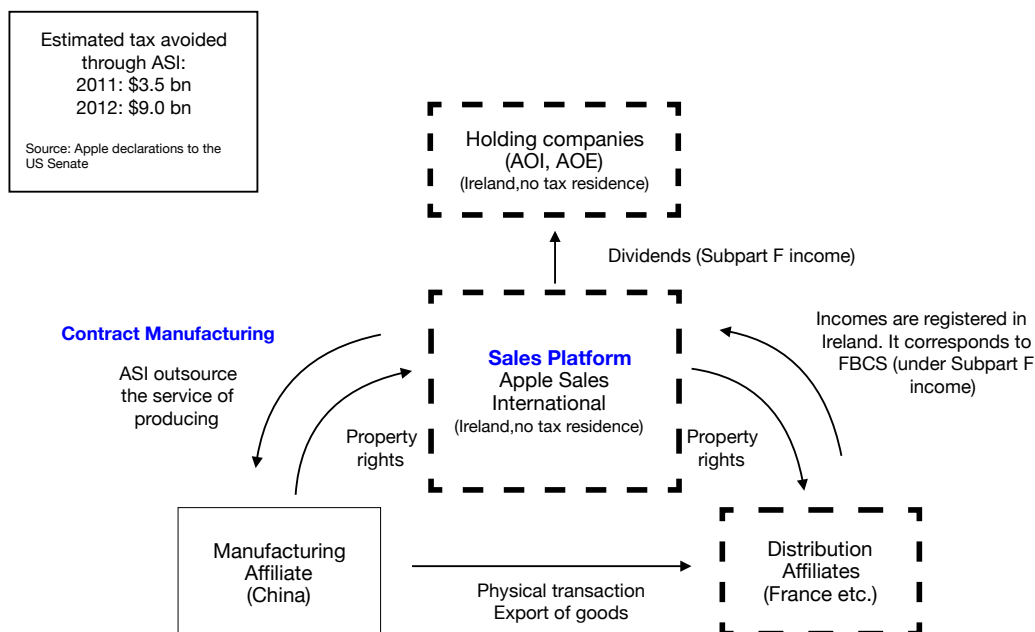 Estimated tax avoided
through ASI:
2011: $3.5 bn
2012: $9.0 bn
Source: Apple declarations to the
US Senate
Holding companies
(AOI, AOE)
(Ireland,no tax residence)
Dividends (Subpart F income)
Contract Manufacturing
ASI outsource
the service of
producing
Sales Platform
Apple Sales
International
(Ireland,no tax residence)
Incomes are registered in
Ireland. It corresponds to
FBCS (under Subpart F
income)
Property
rights
Property
rights
Manufacturing
Affiliate
(China)
Physical transaction
Export of goods
Distribution
Affiliates
(France etc.)